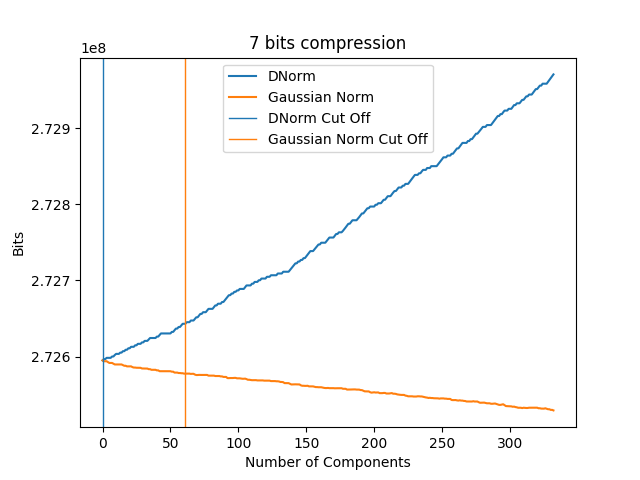 7 bits compression
1e8
DNorm
Gaussian Norm
DNorm Cut Off
Gaussian Norm Cut Off
2.729
2.728
2.727
2.726
Bits
0 50 100 150 200 250 300
Number of Components